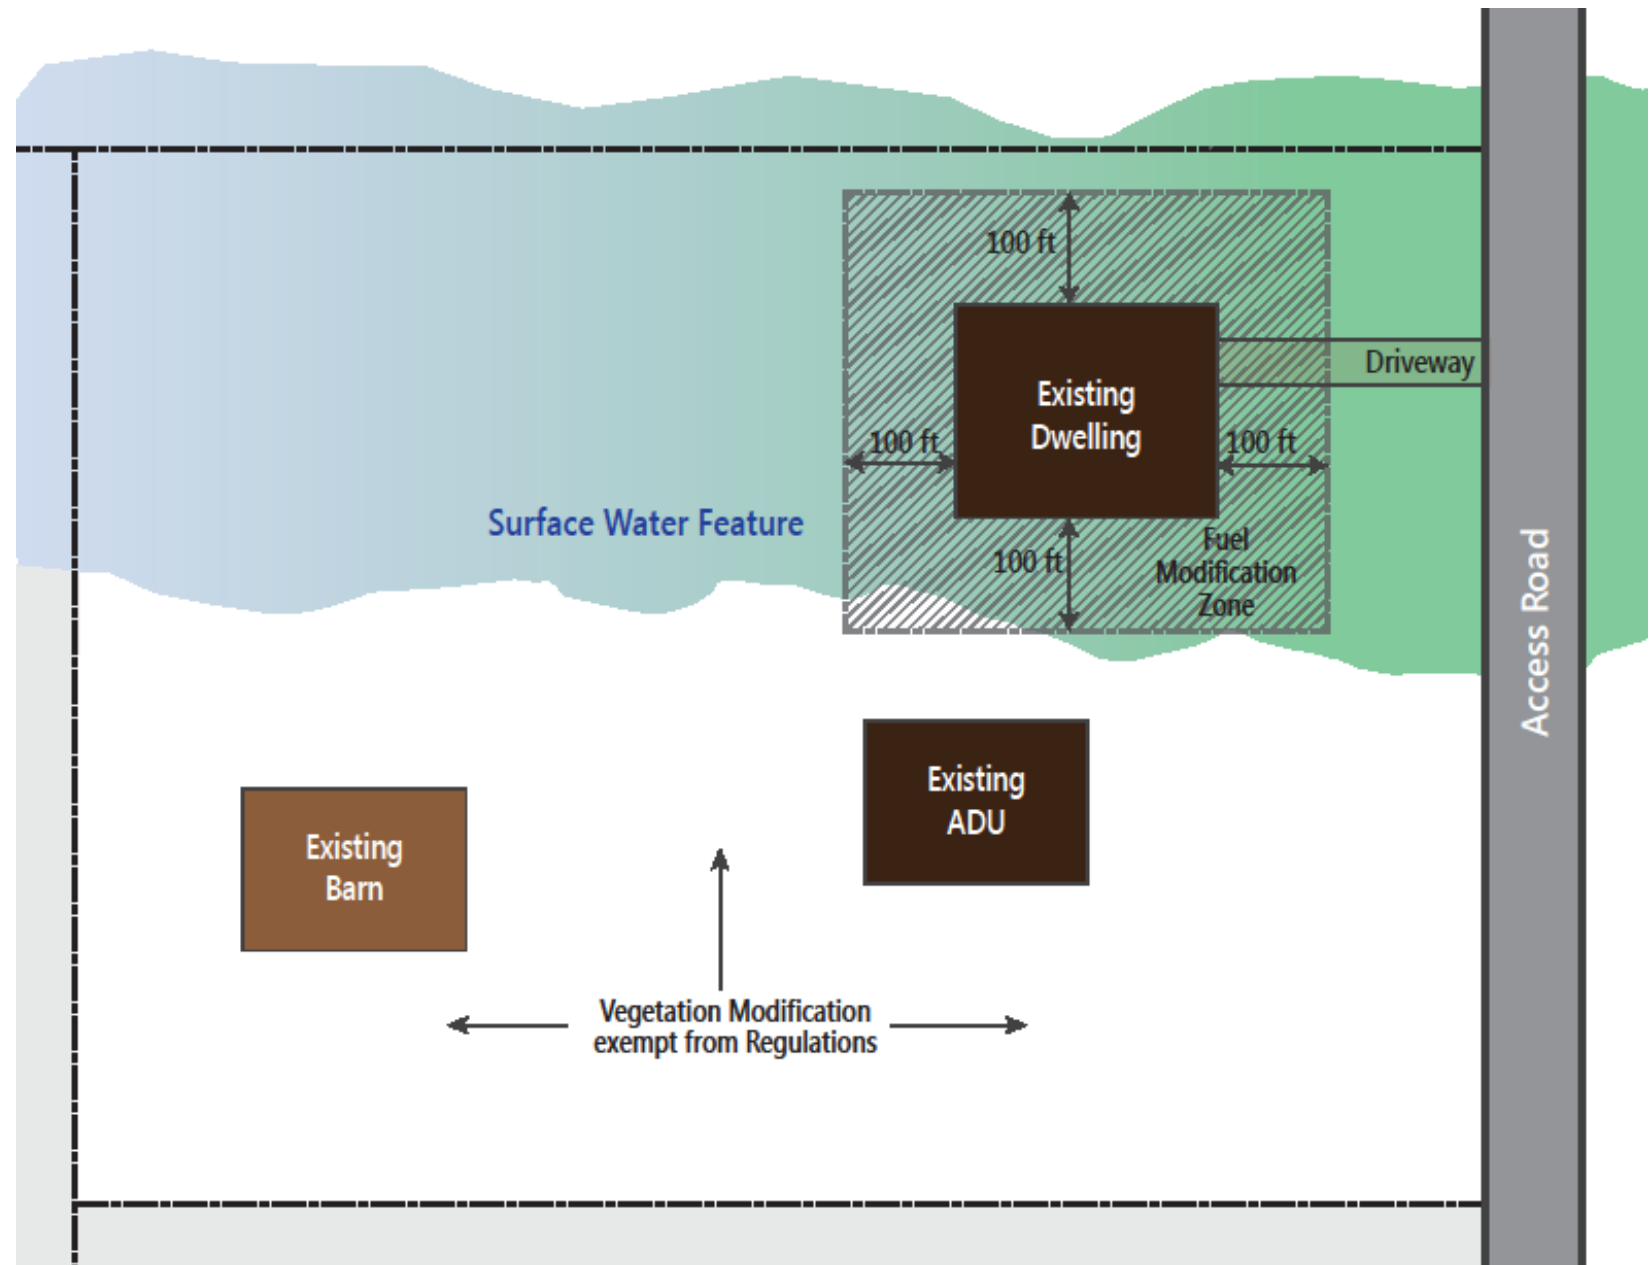 100 ft
Driveway
Existing
Dwelling
100 ft
100 ft
Surface Water Feature
100 ft
Fuel
Modification
Zone
Access Road
Existing
ADU
Existing
Barn
Vegetation Modification
exempt from Regulations